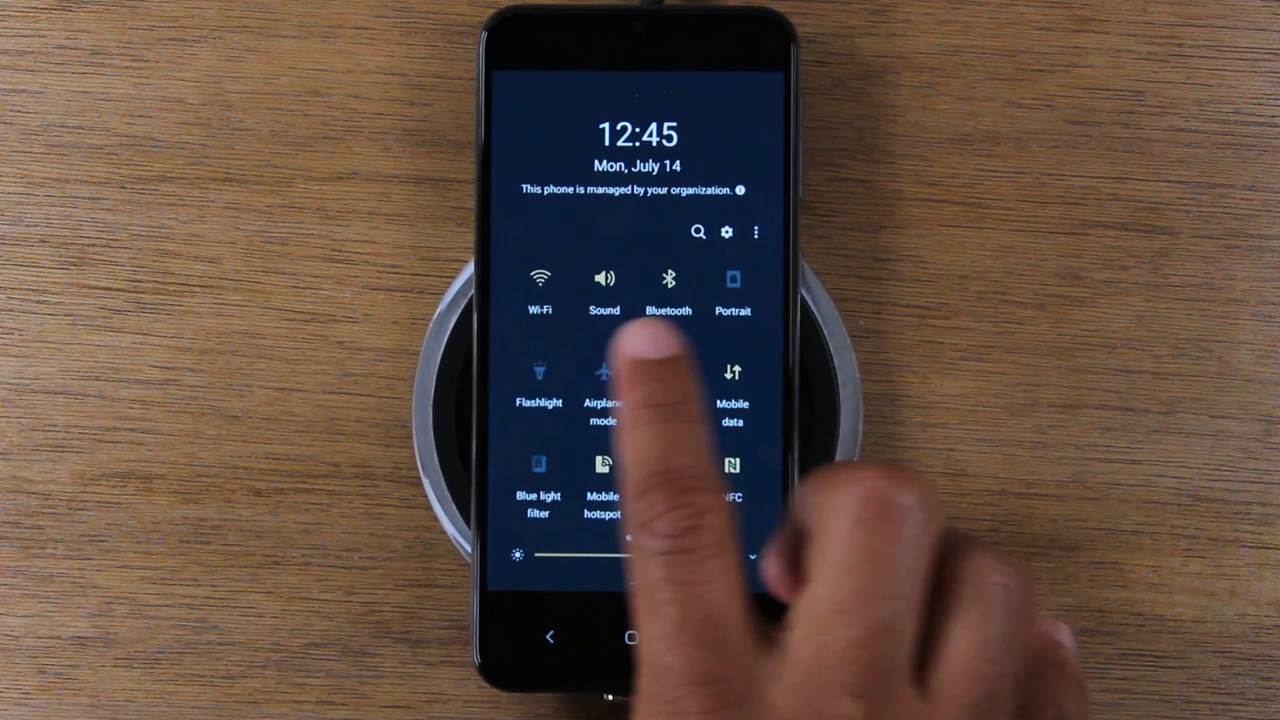 12:45
Mon, July 14
This phone is managed by your organization.
Wi-Fi Sound Bluetooth Portrait
Flashlight Mobile
mode data
Blue light Mobile
filter hotspot